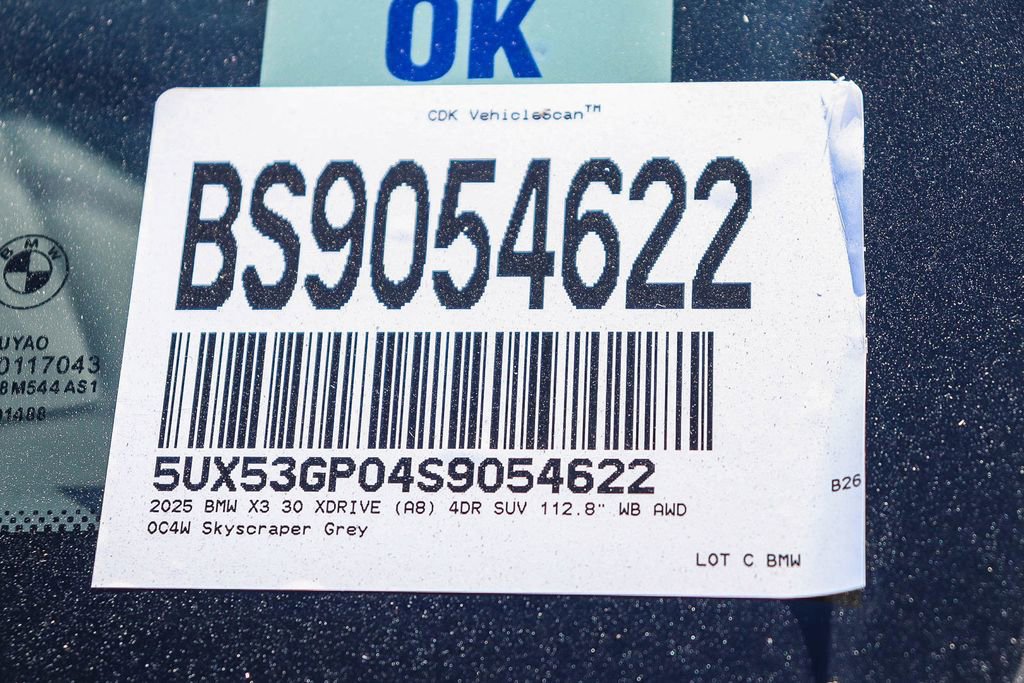 OK
CDK VehicleScan™
BS9054622
BMW
UYAO
0117043
8M544 AS1
01488
5UX53GP04S9054622
2025 BMW X3 30 XDRIVE (A8) 4DR SUV 112.8" WB AWD
0C4W Skyscraper Grey
B26
LOT C BMW